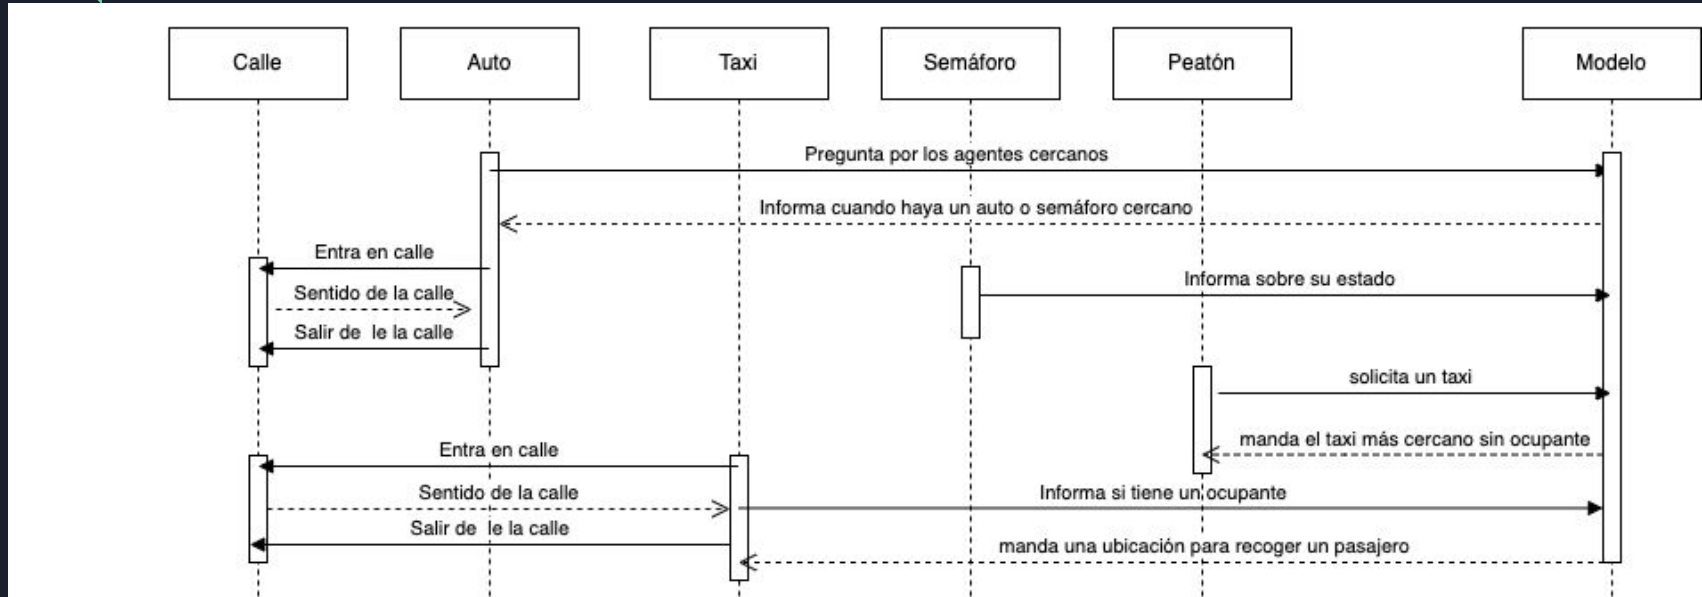 Calle
Auto
Taxi
Semáforo
Peatón
Modelo
Pregunta por los agentes cercanos
Informa cuando haya un auto o semáforo cercano
Entra en calle
Informa sobre su estado
Sentido de la calle
Salir de  le la calle
solicita un taxi
manda el taxi más cercano sin ocupante
Entra en calle
Sentido de la calle
Informa si tiene un ocupante
Salir de  le la calle
manda una ubicación para recoger un pasajero